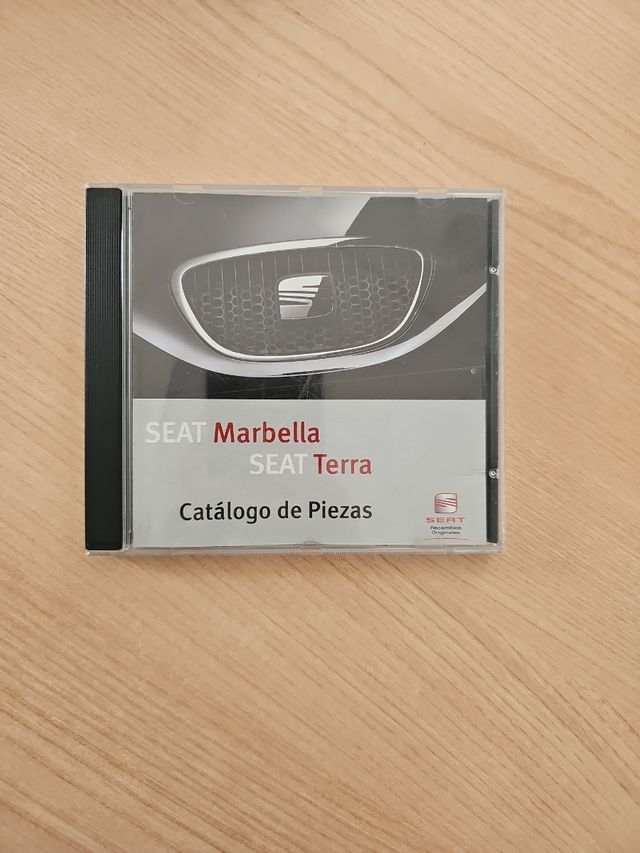 SEAT Marbella
SEAT Terra
Catálogo de Piezas
SEAT
Recambios
Originales